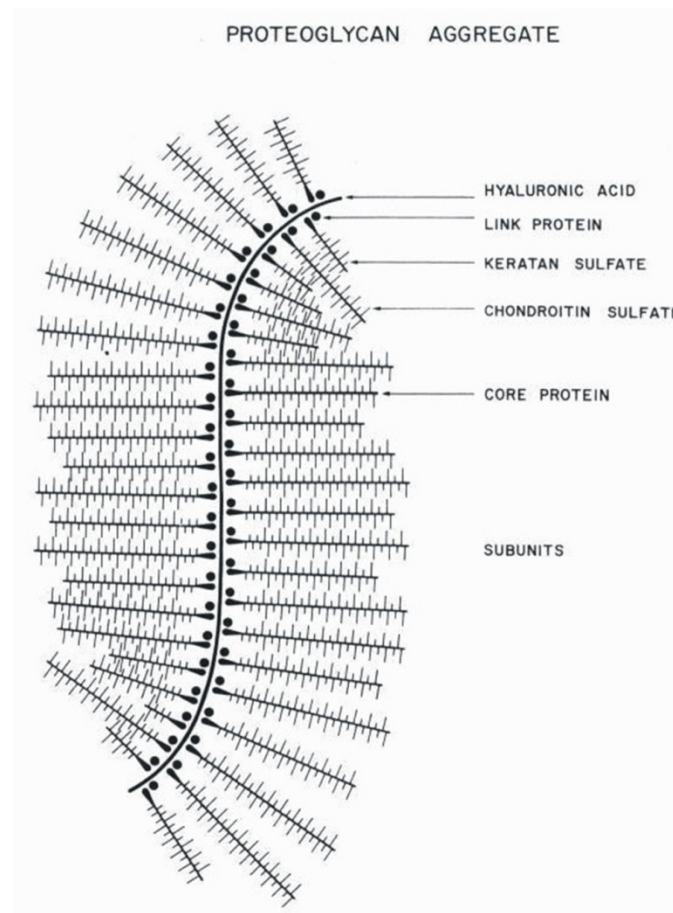 PROTEOGLYCAN AGGREGATE
HYALURONIC ACID
LINK PROTEIN
KERATAN SULFATE
CHONDROITIN SULFATE
CORE PROTEIN
SUBUNITS